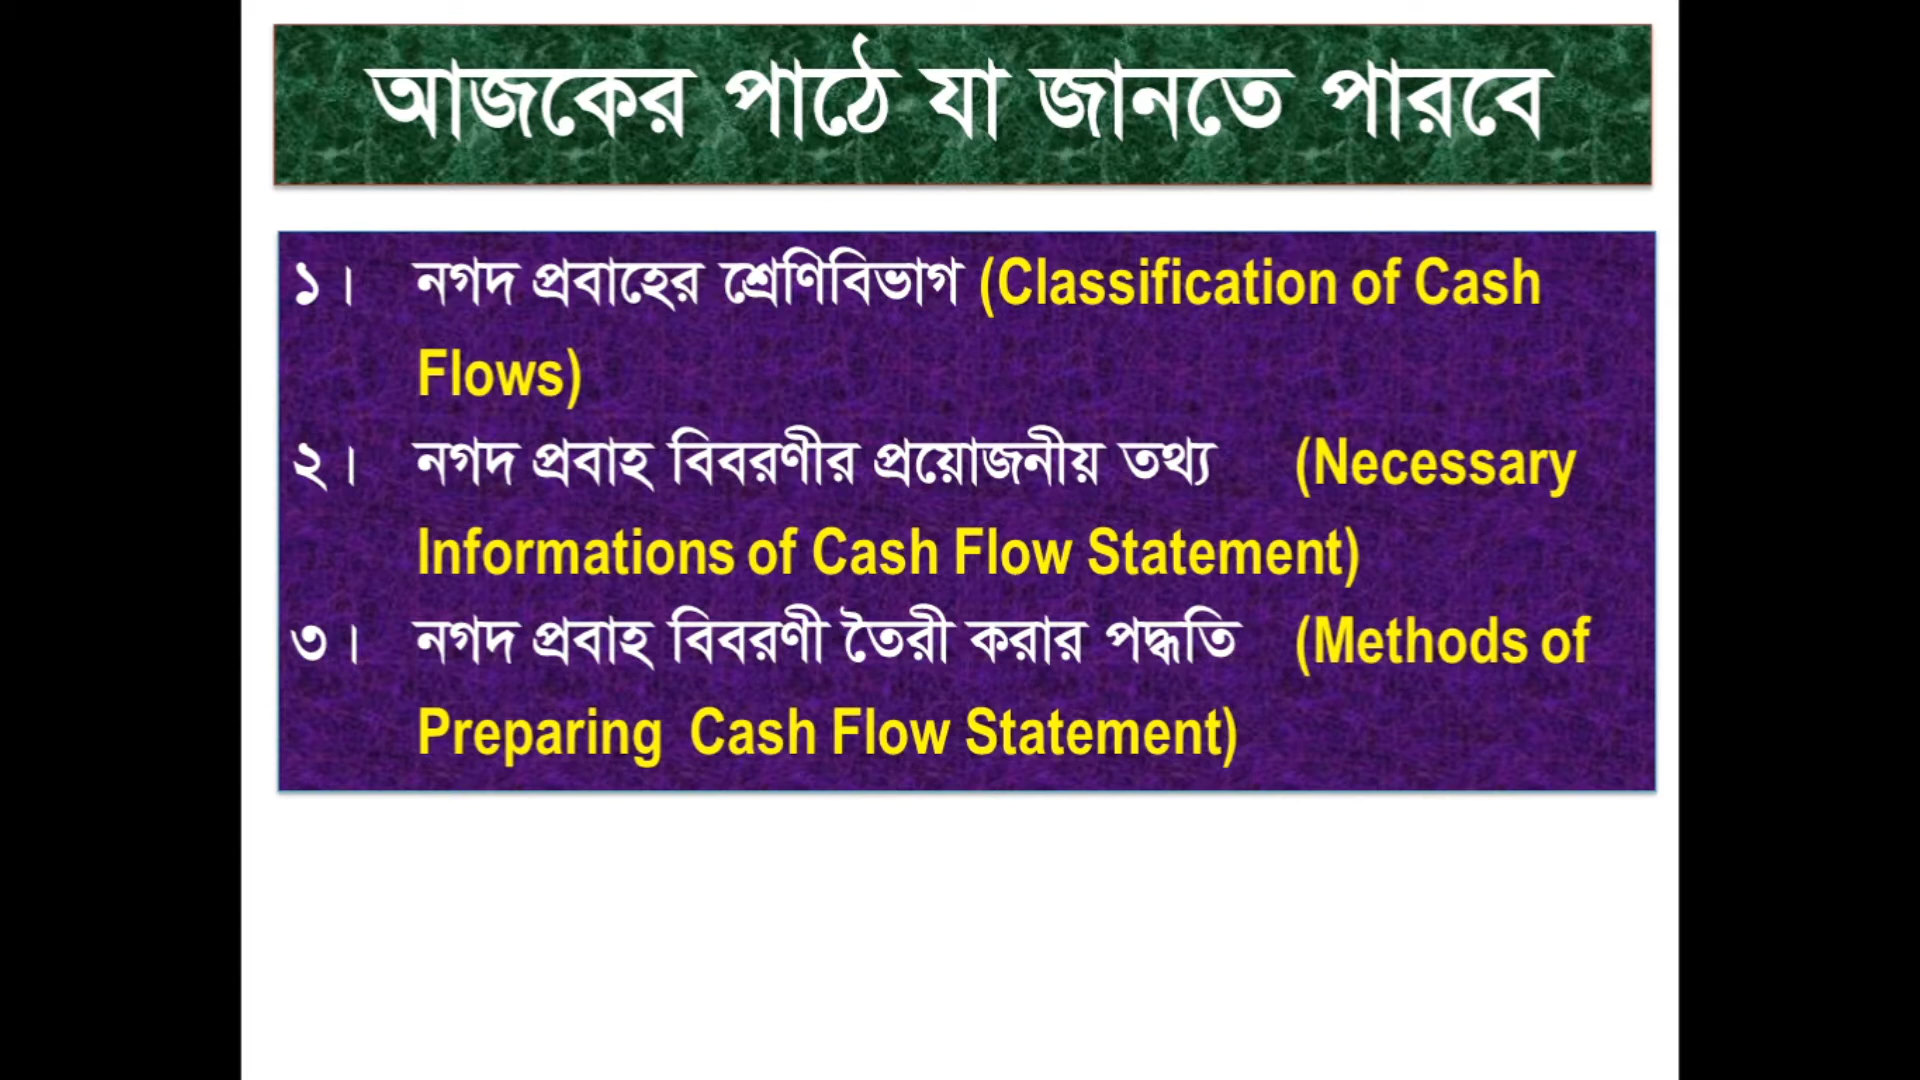 আজকের পাঠে যা জানতে পারবে
১। নগদ প্রবাহের শ্রেণিবিভাগ (Classification of Cash
Flows)
২। নগদ প্রবাহ বিবরণীর প্রয়োজনীয় তথ্য (Necessary
Informations of Cash Flow Statement)
৩। নগদ প্রবাহ বিবরণী তৈরী করার পদ্ধতি (Methods of
Preparing Cash Flow Statement)